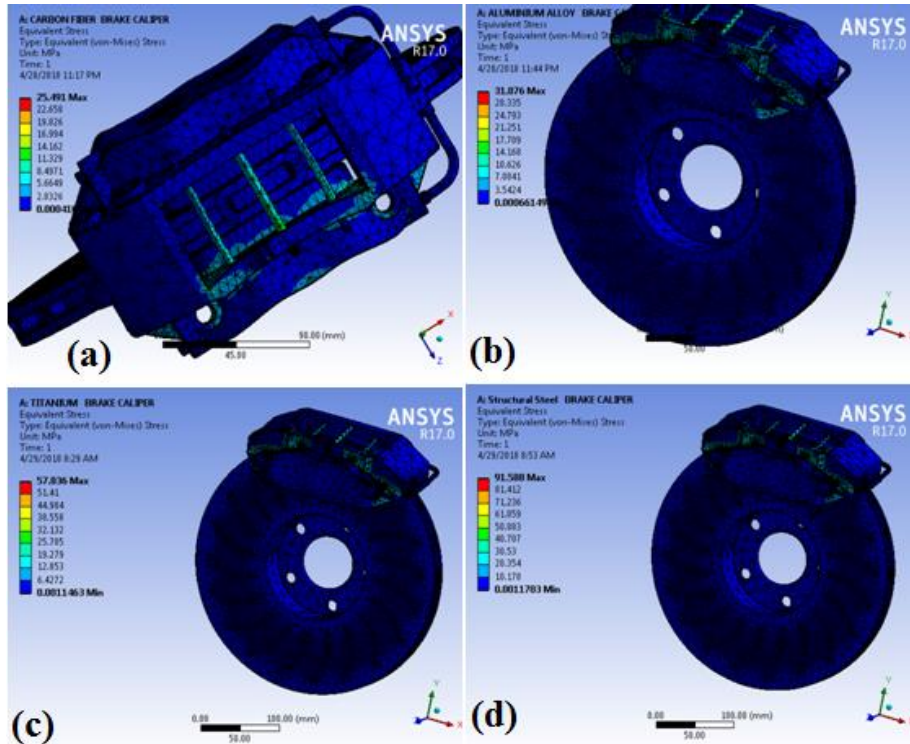 A: CARBON FIBER BRAKE CALIPER
Equivalent Stress
Type: Equivalent (von-Mises) Stress
Unit: MPa
Time: 1
4/28/2018 11:17 PM
ANSYS
R17.0
25.491 Max
22.658
19.826
16.994
14.162
11.329
8.4971
5.6649
2.8326
90.00 (mm)
45.00
X
Z
(a)
A: ALUMINIUM ALLOY BRAKE
Equivalent Stress
Type: Equivalent (von-Mises) Stress
Unit: MPa
Time: 1
4/28/2018 11:44 PM
ANSYS
R17.0
31.876 Max
28.335
24.793
21.251
17.709
14.168
10.626
7.0841
3.5424
0.00066149
(mm)
50.00
Y
Z
(b)
A: TITANIUM BRAKE CALIPER
Equivalent Stress
Type: Equivalent (von-Mises) Stress
Unit: MPa
Time: 1
4/29/2018 8:29 AM
ANSYS
R17.0
57.836 Max
51.41
44.984
38.558
32.132
25.705
19.279
12.853
6.4272
0.0011463 Min
0.00
100.00 (mm)
50.00
Y
Z
X
(c)
A: Structural Steel BRAKE CALIPER
Equivalent Stress
Type: Equivalent (von-Mises) Stress
Unit: MPa
Time: 1
4/29/2018 8:53 AM
ANSYS
R17.0
91.588 Max
81.412
71.236
61.059
50.883
40.707
30.53
20.354
10.178
0.0011783 Min
0.00
100.00 (mm)
50.00
Y
Z
(d)